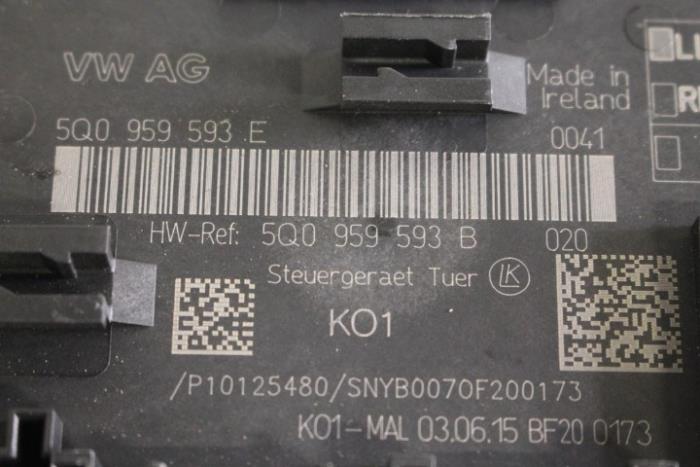 VW AG
Made in
Ireland
5Q0 959 593 E 0041
HW-Ref: 5Q0 959 593 B 020
Steuergeraet Tuer LK
KO1
/P10125480/SNYB0070F200173
KO1-MAL 03.06.15 BF20 0173